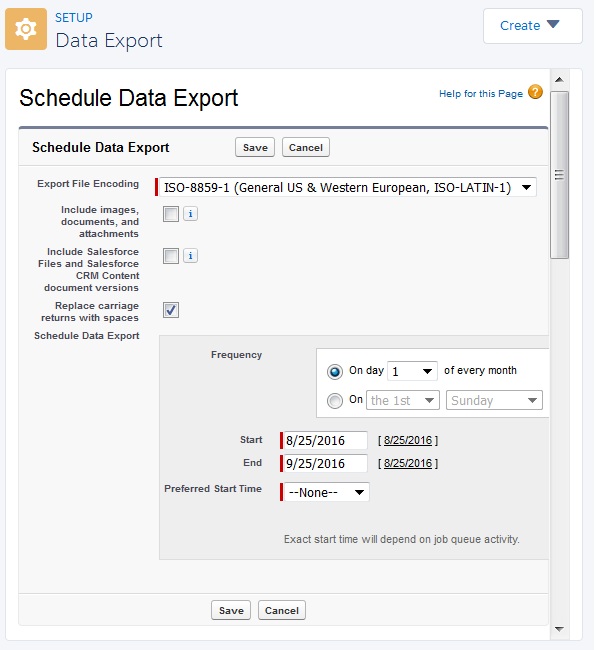 SETUP
Data Export
Create
Schedule Data Export
Help for this Page ?
Schedule Data Export
Save
Cancel
Export File Encoding
ISO-8859-1 (General US & Western European, ISO-LATIN-1)
Include images,
documents, and
attachments
i
Include Salesforce
Files and Salesforce
CRM Content
document versions
i
Replace carriage
returns with spaces
Schedule Data Export
Frequency
On day 1 of every month
On the 1st Sunday
Start 8/25/2016 [ 8/25/2016 ]
End 9/25/2016 [ 8/25/2016 ]
Preferred Start Time --None--
Exact start time will depend on job queue activity.
Save
Cancel